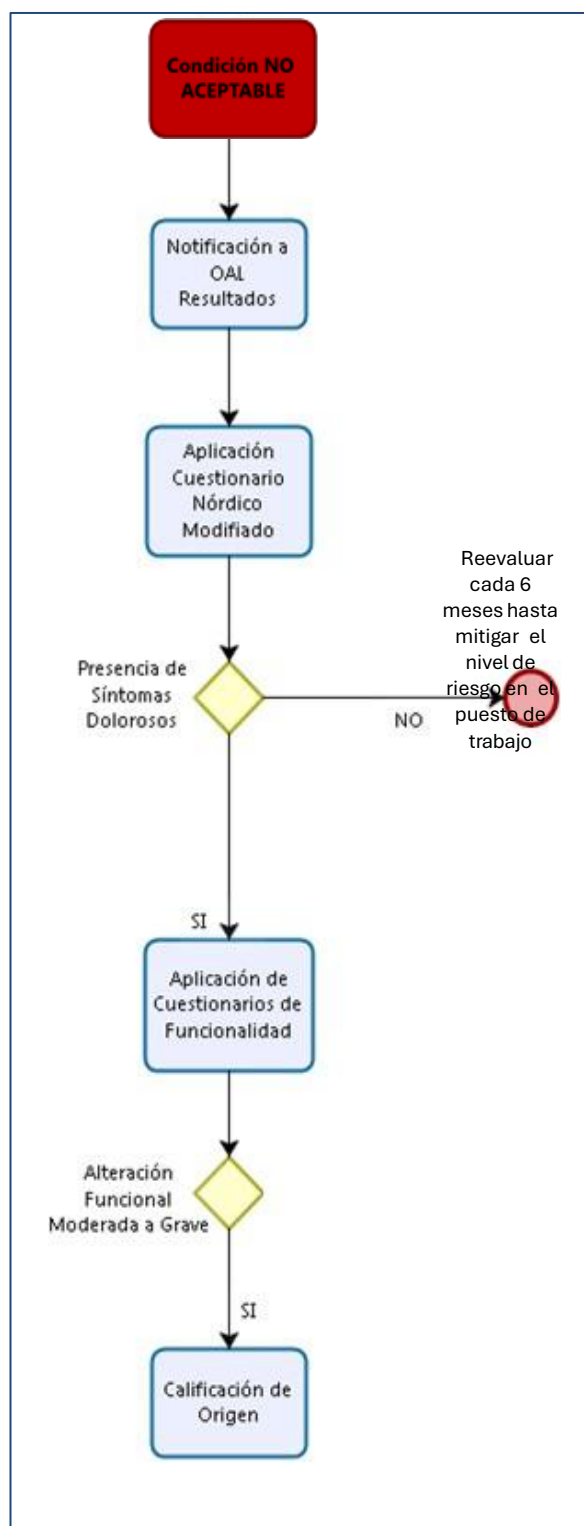 Condición NO
ACEPTABLE
Notificación a
OAL
Resultados
Aplicación
Cuestionario
Nórdico
Modifiado
Reevaluar
cada 6
meses hasta
mitigar el
nivel de
riesgo en el
puesto de
trabajo
Presencia de
Síntomas
Dolorosos
NO
SI
Aplicación de
Cuestionarios de
Funcionalidad
Alteración
Funcional
Moderada a Grave
SI
Calificación de
Origen